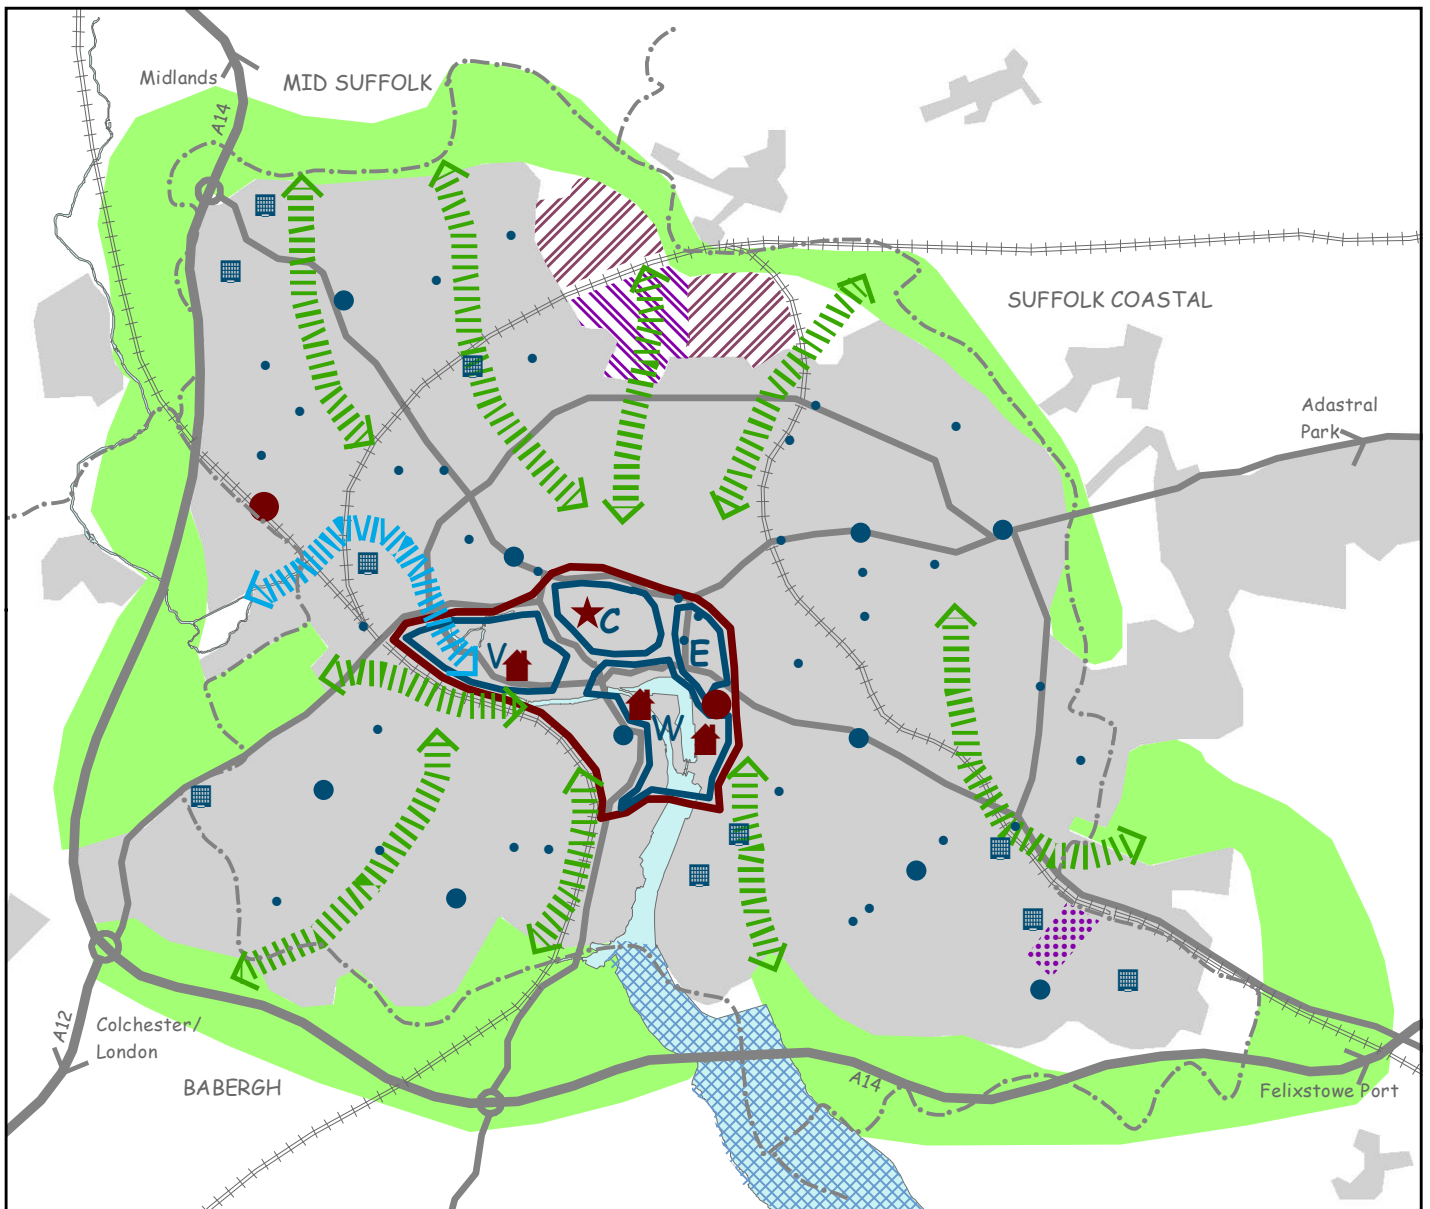 Midlands
MID SUFFOLK
A14
SUFFOLK COASTAL
Adastral
Park
C
V
E
W
A12
Colchester/
London
BABERGH
A14
Felixstowe Port